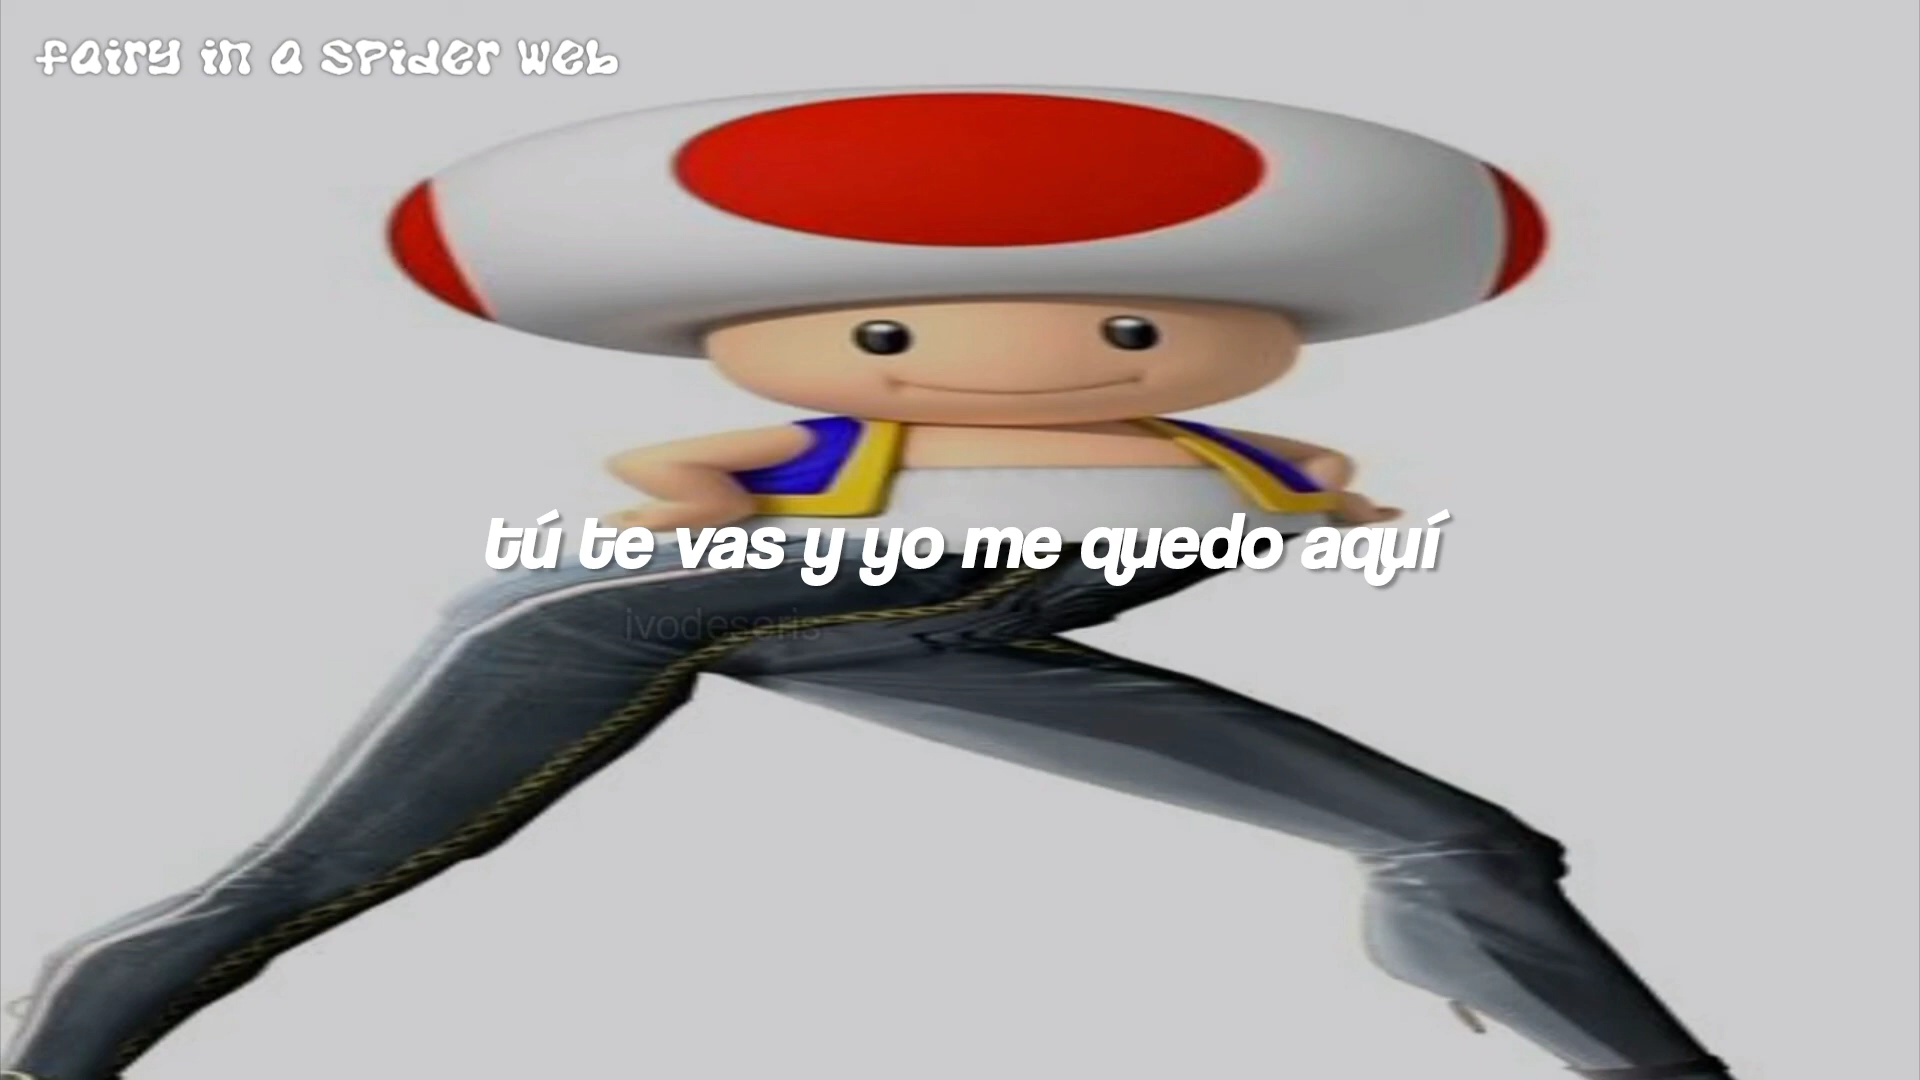 fairy in a spider web
tú te vas y yo me quedo aquí
ivodeseris